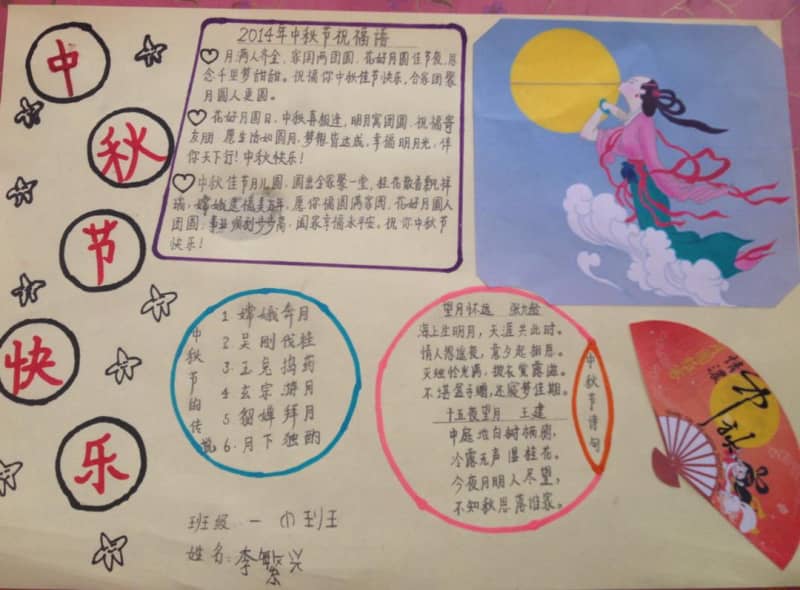 中
秋
节
快
乐
2014年中秋节祝福语
月满人齐全,家国两团圆,花好月圆佳节夜,思
念千里梦甜甜。祝福你中秋佳节快乐,合家团聚
月圆人更圆。
花好月圆日,中秋喜相逢,明月寓团圆,祝福寄
友朋。愿生活如圆月,梦想皆达成,幸福明月光,伴
你天下行!中秋快乐!
中秋佳节月儿圆,圆出全家聚一堂,桂花散香飘祥
瑞,嫦娥送福美万年,愿你福圆满家圆,花好月圆人
团圆,事业顺利步步高,阖家幸福永平安。祝你中秋节
快乐!
中秋节的传说
1 嫦娥奔月
2 吴刚伐桂
3.玉兔捣药
4 玄宗游月
5 貂蝉拜月
6.月下独酌
望月怀远 张九龄
海上生明月,天涯共此时。
情人怨遥夜,竟夕起相思。
灭烛怜光满,披衣觉露滋。
不堪盈手赠,还寝梦佳期。
十五夜望月 王建
中庭地白树栖鸦,
冷露无声湿桂花。
今夜月明人尽望,
不知秋思落谁家。
中秋节诗句
中秋
班级 一(1)班
姓名:李繁兴